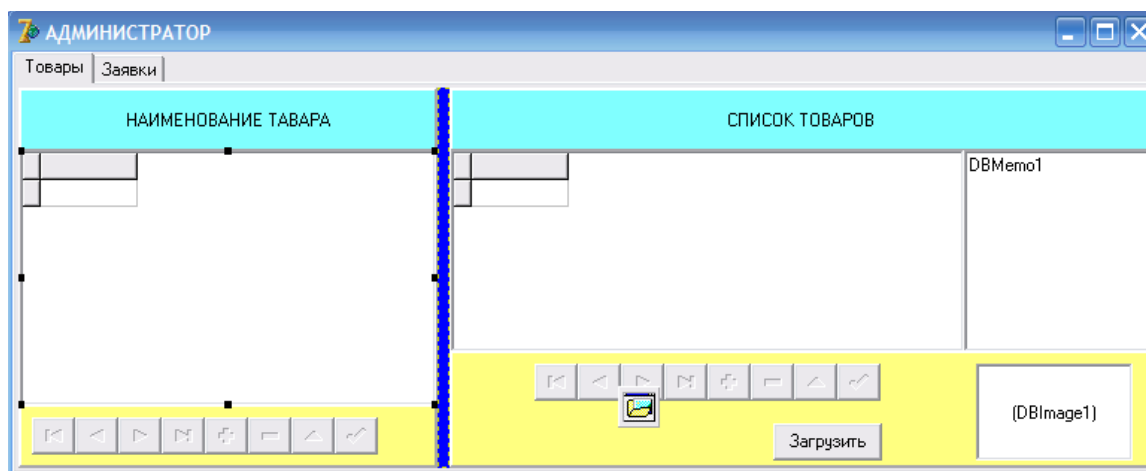 АДМИНИСТРАТОР
Товары Заявки
НАИМЕНОВАНИЕ ТАВАРА
СПИСОК ТОВАРОВ
DBMemo1
(DBImage1)
Загрузить